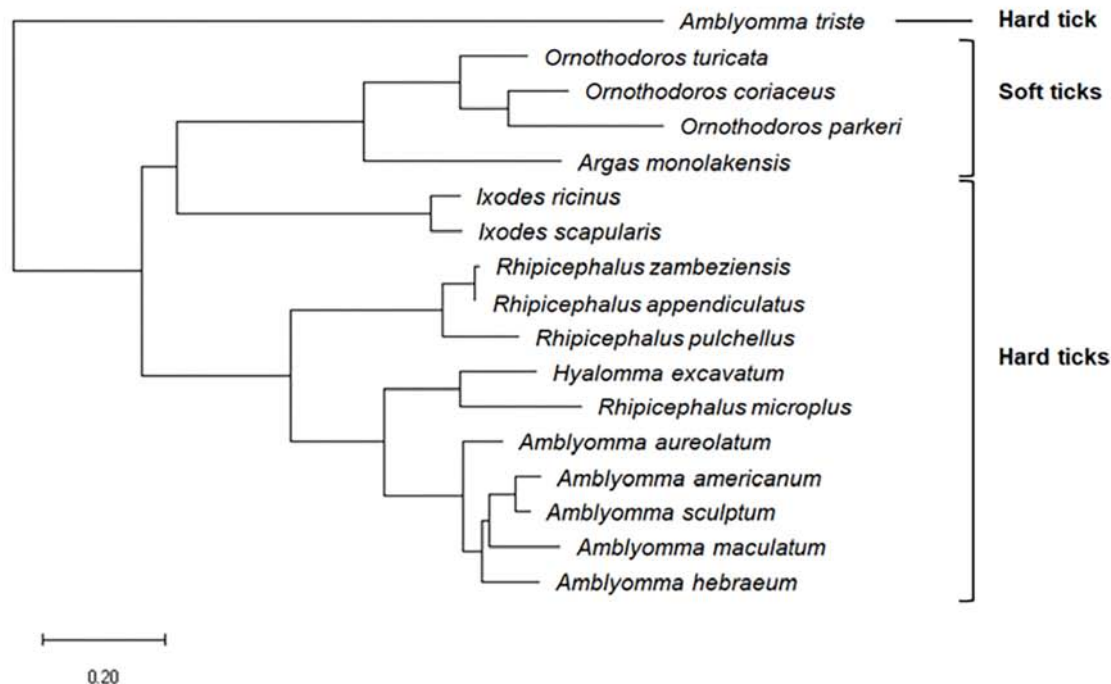 Amblyomma triste
Hard tick
Ornothodoros turicata
Ornothodoros coriaceus
Soft ticks
Ornothodoros parkeri
Argas monolakensis
Ixodes ricinus
Ixodes scapularis
Rhipicephalus zambeziensis
Rhipicephalus appendiculatus
Rhipicephalus pulchellus
Hard ticks
Hyalomma excavatum
Rhipicephalus microplus
Amblyomma aureolatum
Amblyomma americanum
Amblyomma sculptum
Amblyomma maculatum
Amblyomma hebraeum
0.20